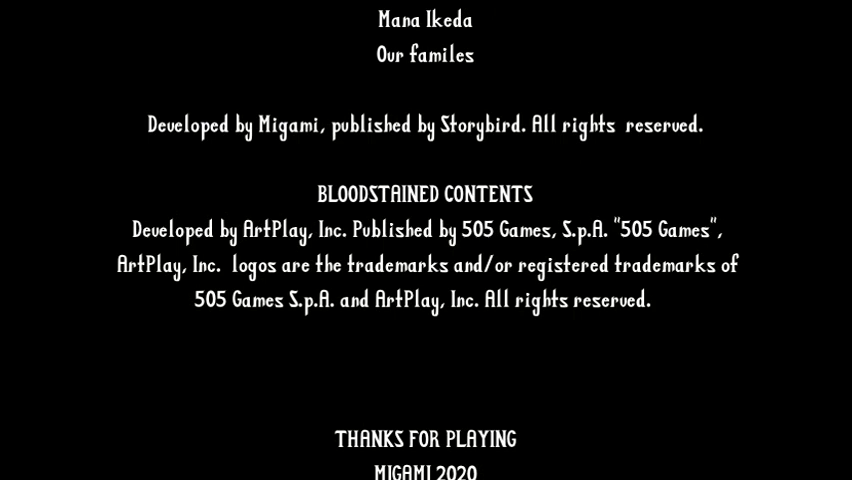 Mana Ikeda
Our familes
Developed by Migami, published by Storybird. All rights reserved.
BLOODSTAINED CONTENTS
Developed by ArtPlay, Inc. Published by 505 Games, S.p.A. "505 Games",
ArtPlay, Inc. logos are the trademarks and/or registered trademarks of
505 Games S.p.A. and ArtPlay, Inc. All rights reserved.
THANKS FOR PLAYING
MIGAMI 2020